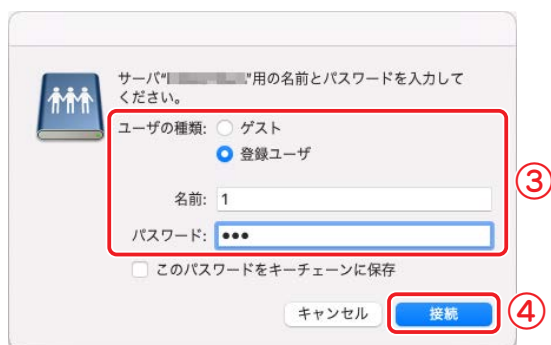 サーバ“ ”用の名前とパスワードを入力して
ください。
ユーザの種類: ゲスト
登録ユーザ
③
名前: 1
パスワード: •••
このパスワードをキーチェーンに保存
キャンセル 接続 ④